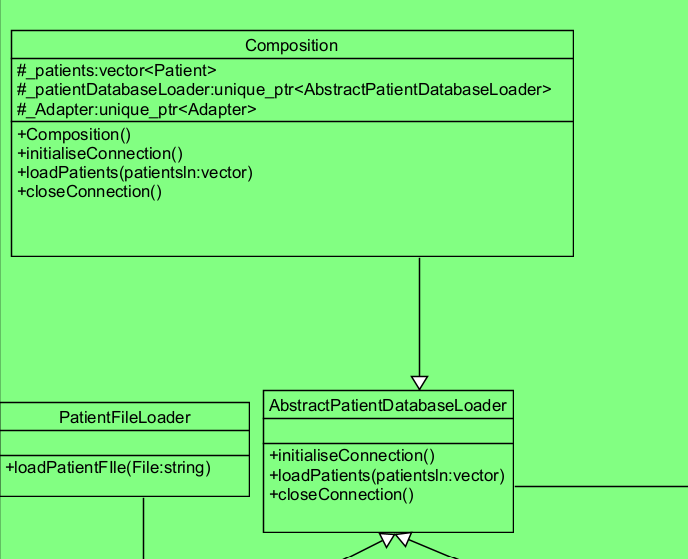 Composition
#_patients:vector<Patient>
#_patientDatabaseLoader:unique_ptr<AbstractPatientDatabaseLoader>
#_Adapter:unique_ptr<Adapter>
+Composition()
+initialiseConnection()
+loadPatients(patientsIn:vector)
+closeConnection()
PatientFileLoader
+loadPatientFIle(File:string)
AbstractPatientDatabaseLoader
+initialiseConnection()
+loadPatients(patientsIn:vector)
+closeConnection()